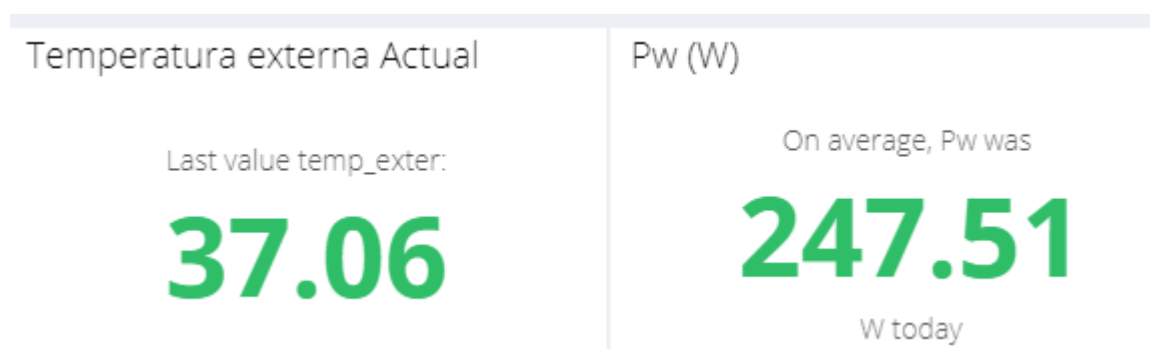 Temperatura externa Actual
Last value temp_exter:
37.06
Pw (W)
On average, Pw was
247.51
W today